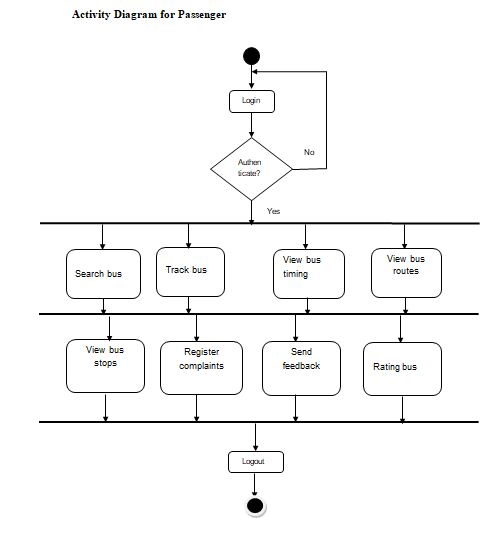 Activity Diagram for Passenger
Login
Authen
ticate?
No
Yes
Search bus
Track bus
View bus
timing
View bus
routes
View bus
stops
Register
complaints
Send
feedback
Rating bus
Logout